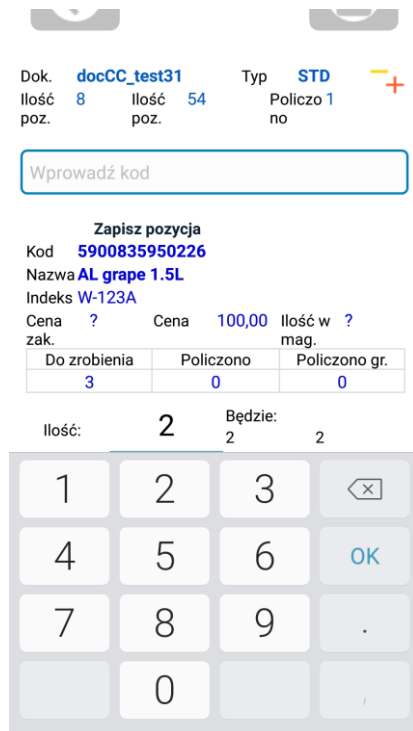 Dok. docCC_test31 Typ STD
Ilość poz. 8 Ilość poz. 54 Policzono 1
Wprowadź kod
Zapisz pozycja
Kod 5900835950226
Nazwa AL grape 1.5L
Indeks W-123A
Cena zak. ? Cena 100,00 Ilość w mag. ?
Do zrobienia Policzono Policzono gr.
3 0 0
Ilość: 2 Będzie:
2 2
1 2 3
4 5 6 OK
7 8 9 .
0 ,